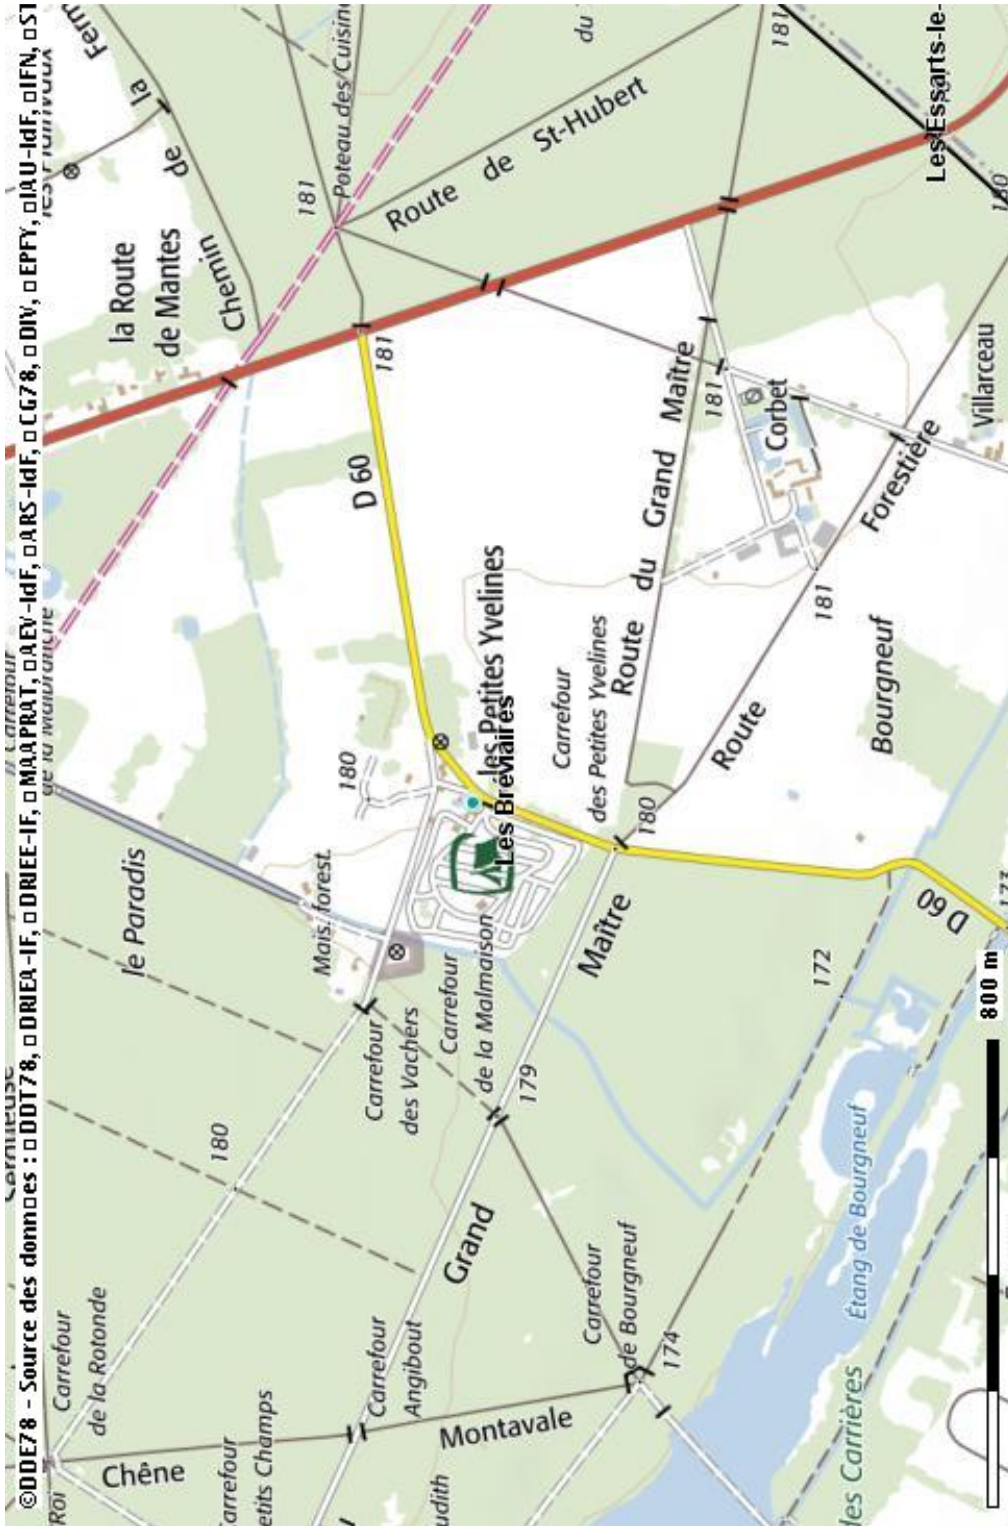 ©DDE78 - Source des données : DDT78, DRIEA-IF, DRIEE-IF, MAAPRAT, AEV-IdF, ARS-IdF, CG78, DIV, EPFY, IAU-IdF, IFN,
Carrefour
de la Rotonde
Chêne
Carrefour
Angibout
Montavale
Carrefour
de Bourgneuf
174
180
Grand
Maître
179
Carrefour
de la Malmaison
Carrefour
des Vachers
Mais. forest.
le Paradis
180
les Petites Yvelines
Les Bréviaires
Carrefour
des Petites Yvelines
180
D 60
181
la Route
de Mantes
Chemin
de
la
181
Poteau des Cuisin
du
Route de St-Hubert
181
180
Les Essarts-le-
Route du Grand Maître
181
Corbet
Villarceau
181
Route
Forestière
Bourgneuf
D 60
173
172
Étang de Bourgneuf
des Carrières
800 m